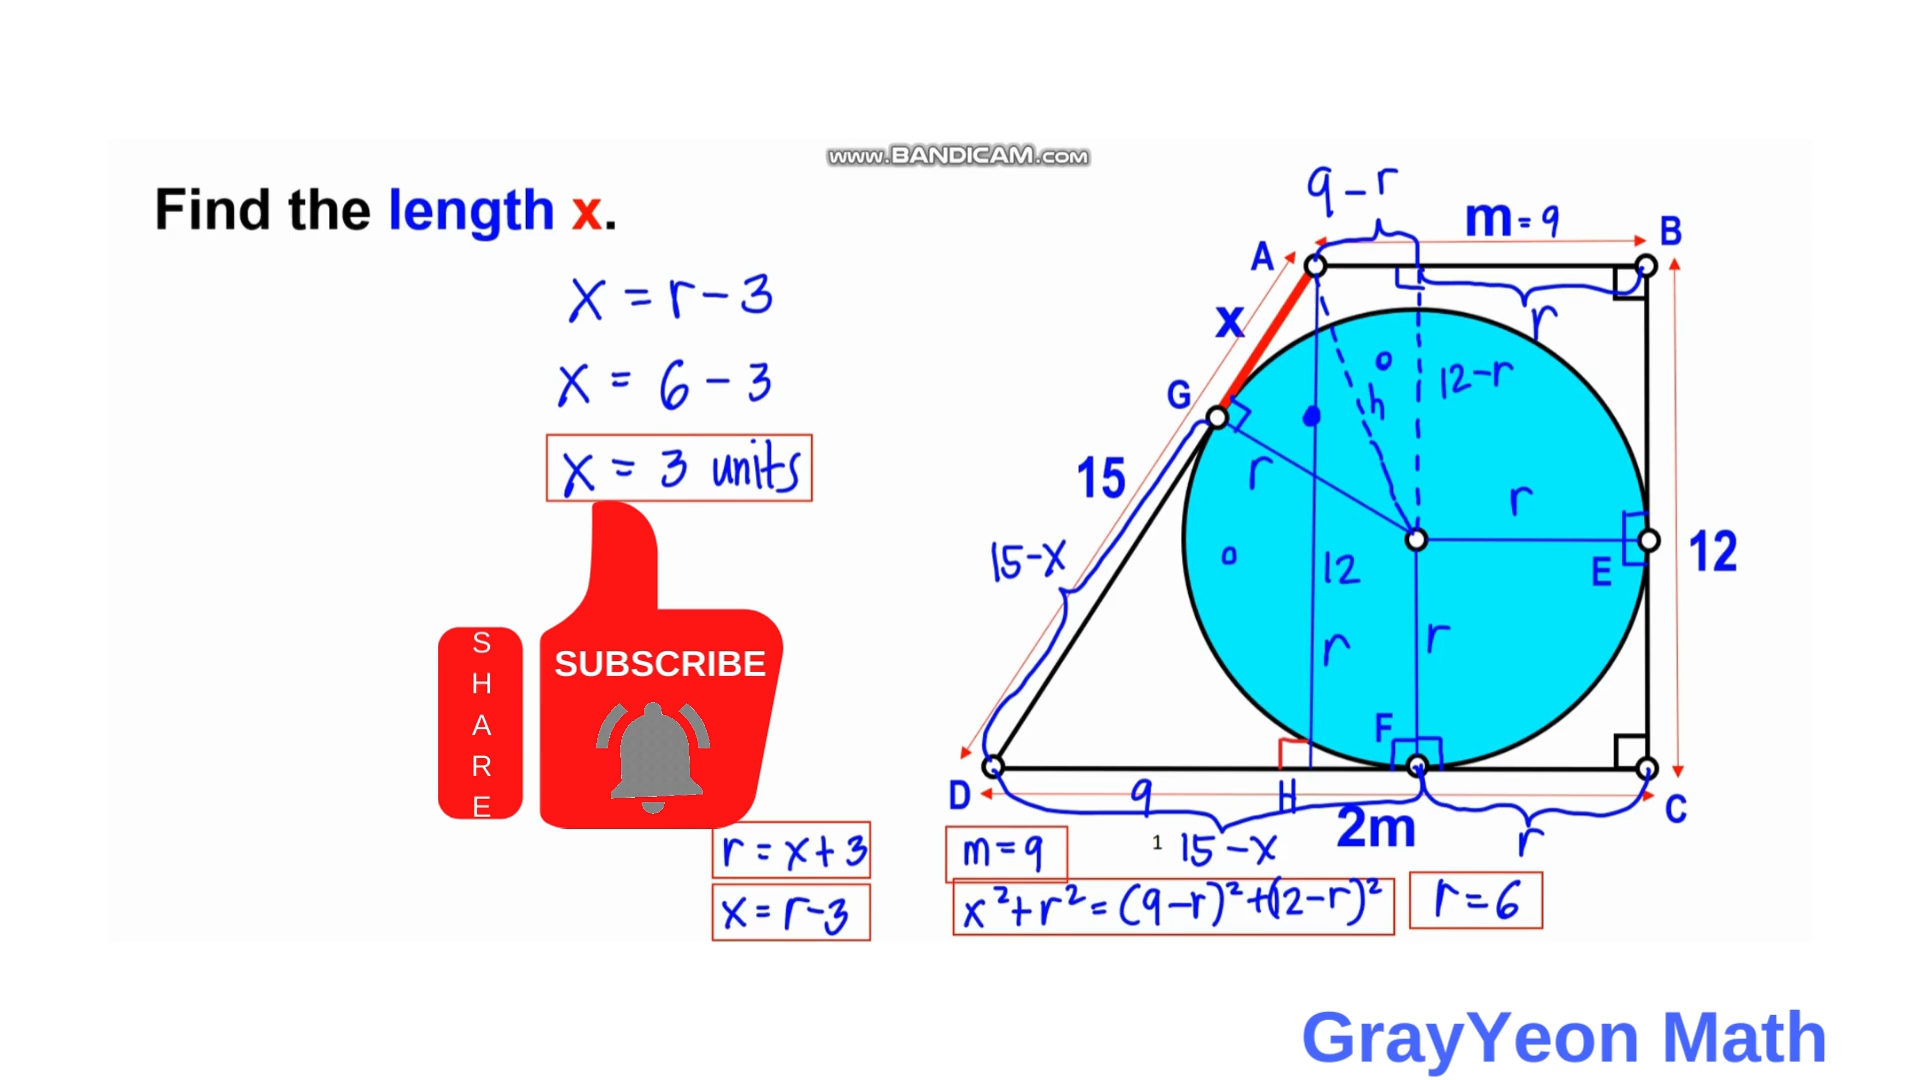 www.BANDICAM.com
Find the length x.
x = r - 3
x = 6 - 3
x = 3 units
S
H
A
R
E
SUBSCRIBE
r = x + 3
x = r - 3
9 - r
m = 9
A
B
x
r
12 - r
h
G
15
r
r
15 - x
12
E
12
r
r
F
D
9
H
C
2m
1
15 - x
r
m = 9
x² + r² = (9 - r)² + (12 - r)²
r = 6
GrayYeon Math